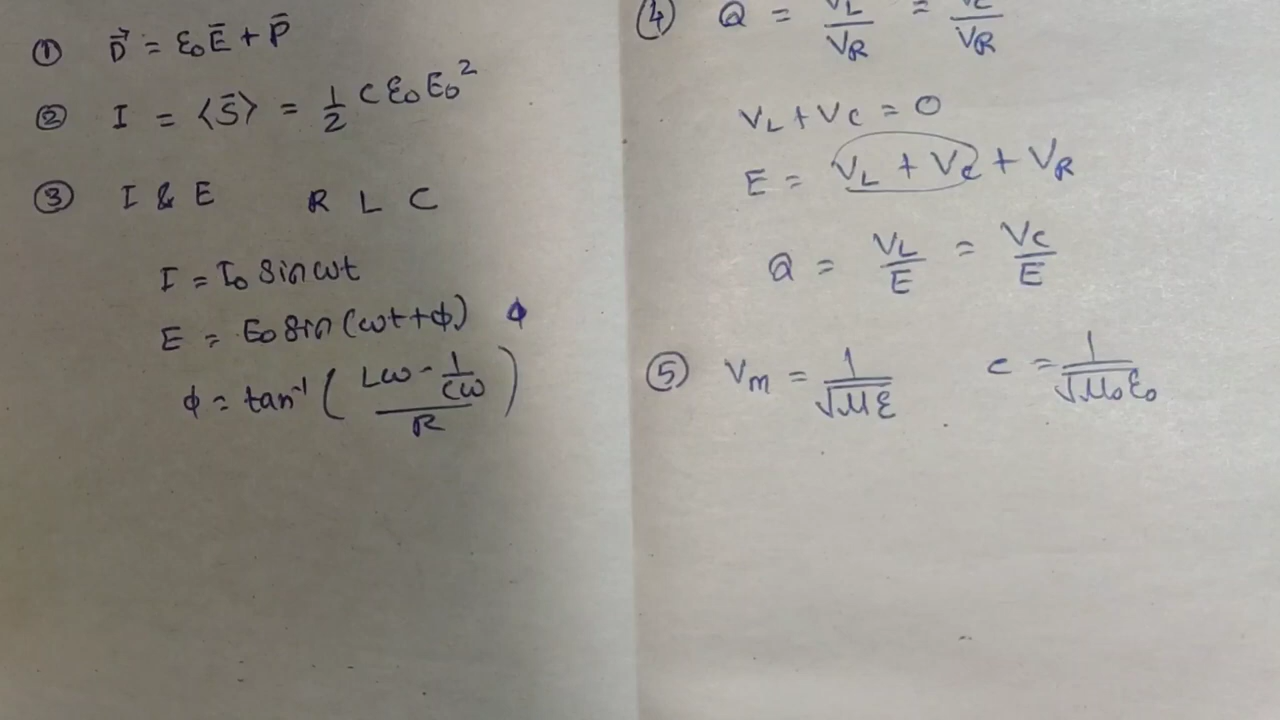 ① D⃗ = ε₀E̅ + P̅
② I = ⟨S̅⟩ = 1/2 cε₀E₀²
③ I & E R L C
I = I₀ sin ωt
E = E₀ sin (ωt+ϕ) ϕ
ϕ = tan⁻¹ ( (Lω - 1/Cω) / R )
④ Q = V_L/V_R = V_C/V_R
V_L + V_C = 0
E = V_L + V_C + V_R
Q = V_L/E = V_C/E
⑤ V_m = 1/√με c = 1/√μ₀ε₀